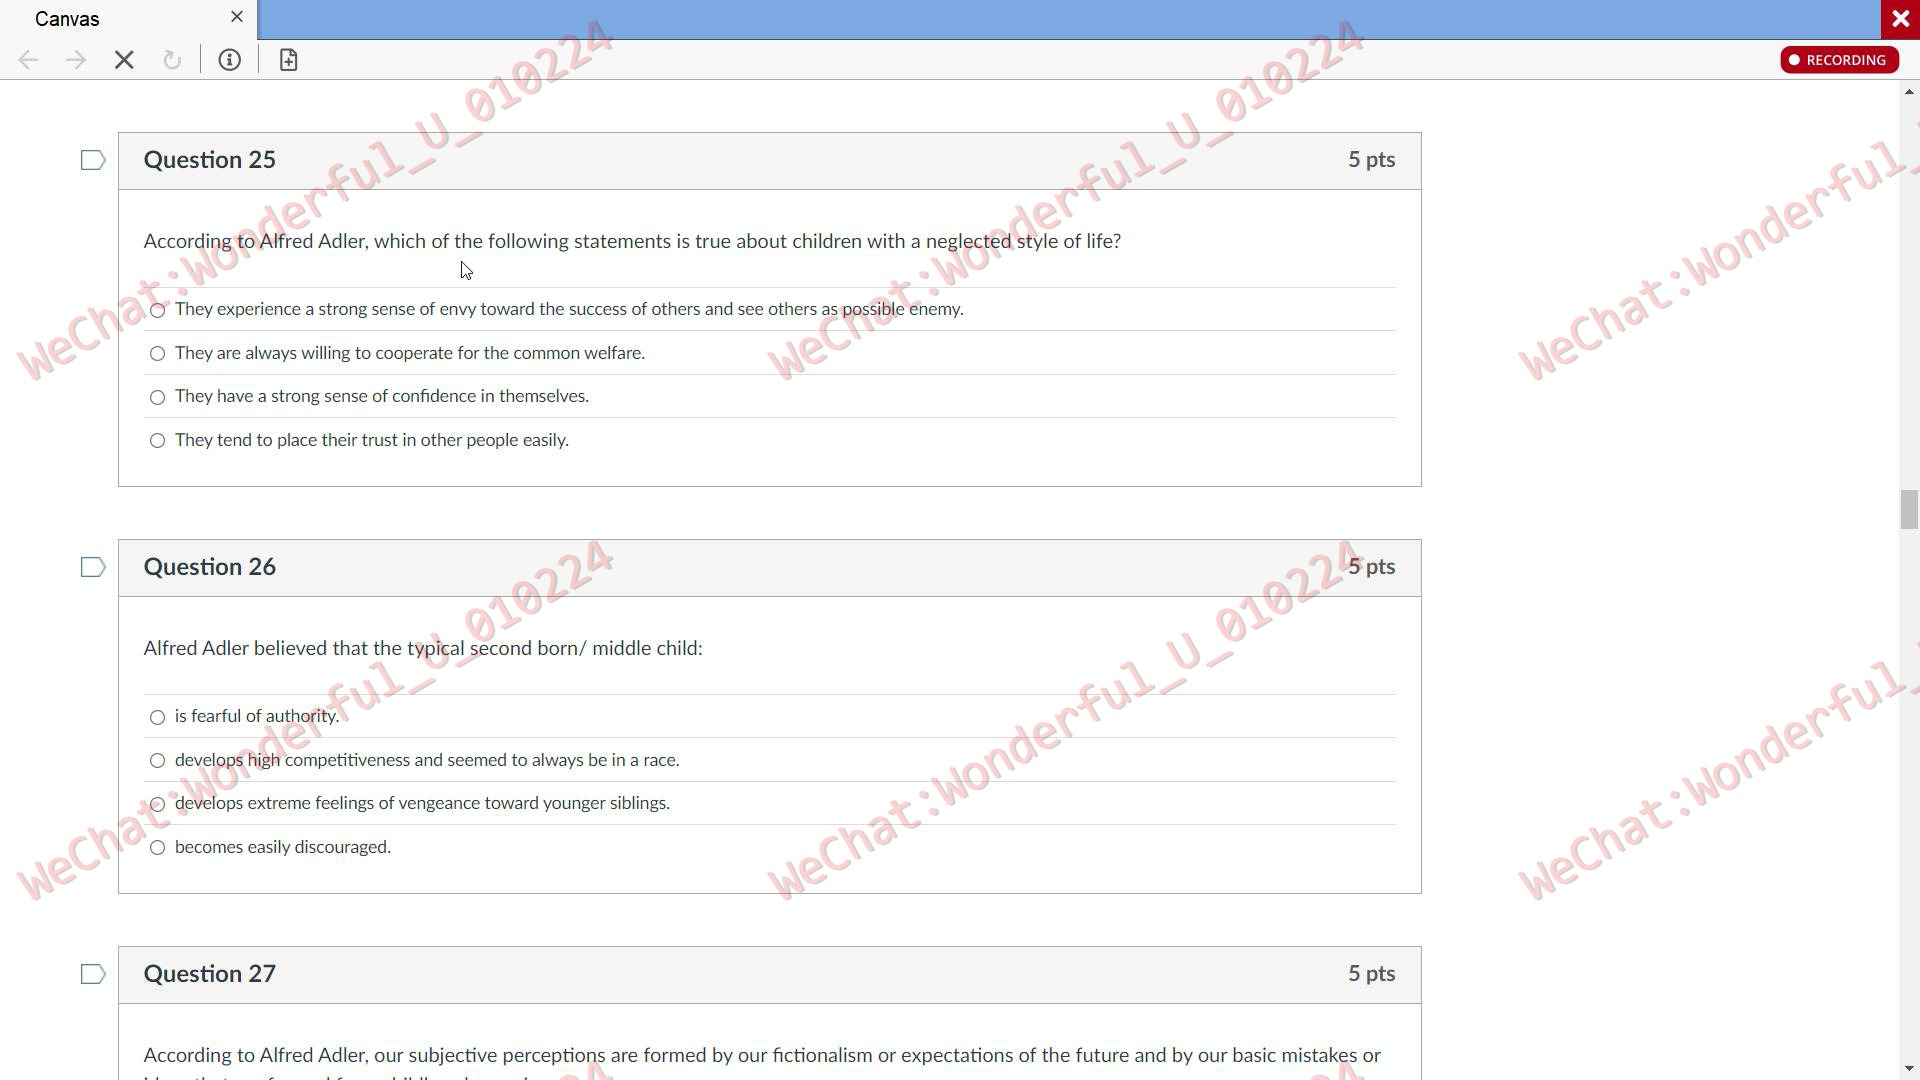 Canvas
RECORDING
Question 25
5 pts
According to Alfred Adler, which of the following statements is true about children with a neglected style of life?
They experience a strong sense of envy toward the success of others and see others as possible enemy.
They are always willing to cooperate for the common welfare.
They have a strong sense of confidence in themselves.
They tend to place their trust in other people easily.
Question 26
5 pts
Alfred Adler believed that the typical second born/ middle child:
is fearful of authority.
develops high competitiveness and seemed to always be in a race.
develops extreme feelings of vengeance toward younger siblings.
becomes easily discouraged.
Question 27
5 pts
According to Alfred Adler, our subjective perceptions are formed by our fictionalism or expectations of the future and by our basic mistakes or
WeChat:Wonderful_U_010224
WeChat:Wonderful_U_010224
WeChat:Wonderful_
WeChat:Wonderful_U_010224
WeChat:Wonderful_U_010224
WeChat:Wonderful_